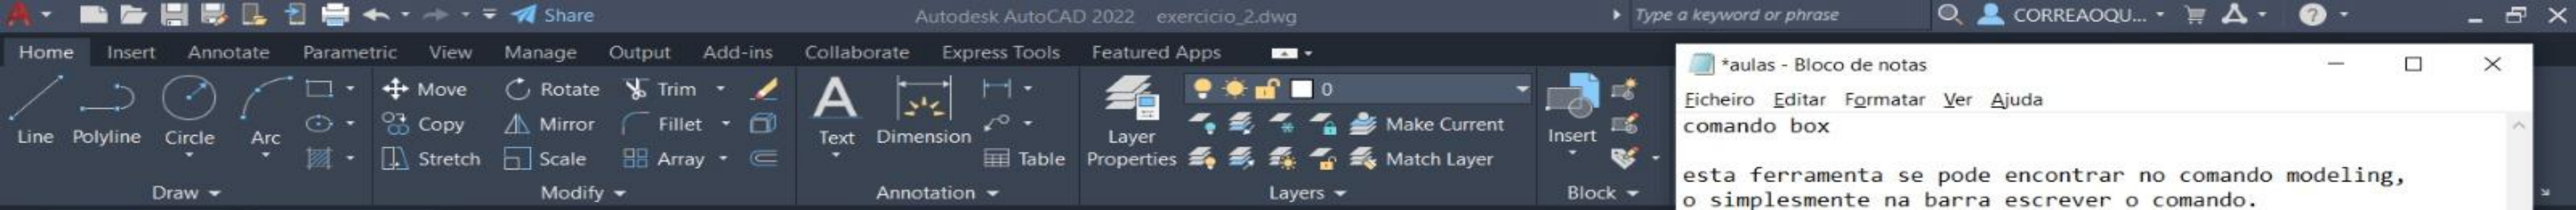 Share
Autodesk AutoCAD 2022 exercicio_2.dwg
Type a keyword or phrase
CORREAOQU...
Home Insert Annotate Parametric View Manage Output Add-ins Collaborate Express Tools Featured Apps
Line Polyline Circle Arc
Draw
Move Rotate Trim
Copy Mirror Fillet
Stretch Scale Array
Modify
Text Dimension
Table
Annotation
Layer
Properties
0
Make Current
Match Layer
Layers
Insert
Block
*aulas - Bloco de notas
Ficheiro Editar Formatar Ver Ajuda
comando box
esta ferramenta se pode encontrar no comando modeling,
o simplesmente na barra escrever o comando.